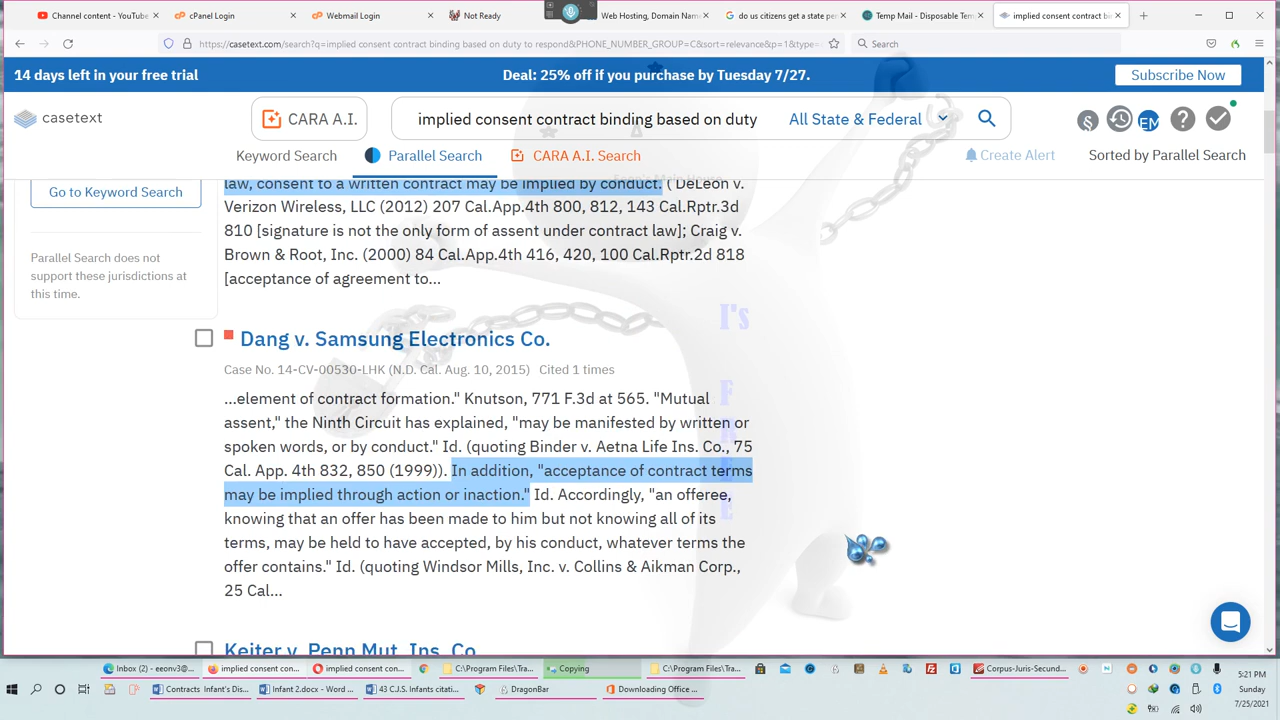 Channel content - YouTube
cPanel Login
Webmail Login
Not Ready
Web Hosting, Domain Nam
do us citizens get a state pen
Temp Mail - Disposable Tem
implied consent contract bi
https://casetext.com/search?q=implied consent contract binding based on duty to respond&PHONE_NUMBER_GROUP=C&sort=relevance&p=1&type=
Search
14 days left in your free trial
Deal: 25% off if you purchase by Tuesday 7/27.
Subscribe Now
casetext
CARA A.I.
implied consent contract binding based on duty
All State & Federal
EM
Keyword Search
Parallel Search
CARA A.I. Search
Create Alert
Sorted by Parallel Search
Go to Keyword Search
Parallel Search does not
support these jurisdictions at
this time.
law, consent to a written contract may be implied by conduct. ( DeLeon v.
Verizon Wireless, LLC (2012) 207 Cal.App.4th 800, 812, 143 Cal.Rptr.3d
810 [signature is not the only form of assent under contract law]; Craig v.
Brown & Root, Inc. (2000) 84 Cal.App.4th 416, 420, 100 Cal.Rptr.2d 818
[acceptance of agreement to...
I's
F
E
Dang v. Samsung Electronics Co.
Case No. 14-CV-00530-LHK (N.D. Cal. Aug. 10, 2015) Cited 1 times
...element of contract formation." Knutson, 771 F.3d at 565. "Mutual
assent," the Ninth Circuit has explained, "may be manifested by written or
spoken words, or by conduct." Id. (quoting Binder v. Aetna Life Ins. Co., 75
Cal. App. 4th 832, 850 (1999)). In addition, "acceptance of contract terms
may be implied through action or inaction." Id. Accordingly, "an offeree,
knowing that an offer has been made to him but not knowing all of its
terms, may be held to have accepted, by his conduct, whatever terms the
offer contains." Id. (quoting Windsor Mills, Inc. v. Collins & Aikman Corp.,
25 Cal...
Keiter v. Penn Mut. Ins. Co.
Inbox (6) - eeonv3@...
implied consent con...
implied consent con...
C:\Program Files\Tra...
Copying
C:\Program Files\Tra...
Corpus-Juris-Secund...
Contracts Infant's Dis...
Infant 2.docx - Word ...
43 C.J.S. Infants citati...
DragonBar
Downloading Office ...
5:21 PM
Sunday
7/25/2021